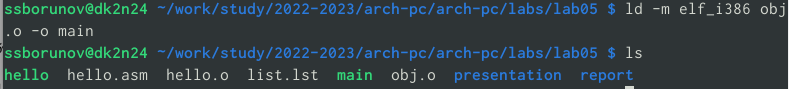 ssborunov@dk2n24 ~/work/study/2022-2023/arch-pc/arch-pc/labs/lab05 $ ld -m elf_i386 obj
.o -o main
ssborunov@dk2n24 ~/work/study/2022-2023/arch-pc/arch-pc/labs/lab05 $ ls
hello  hello.asm  hello.o  list.lst  main  obj.o  presentation  report